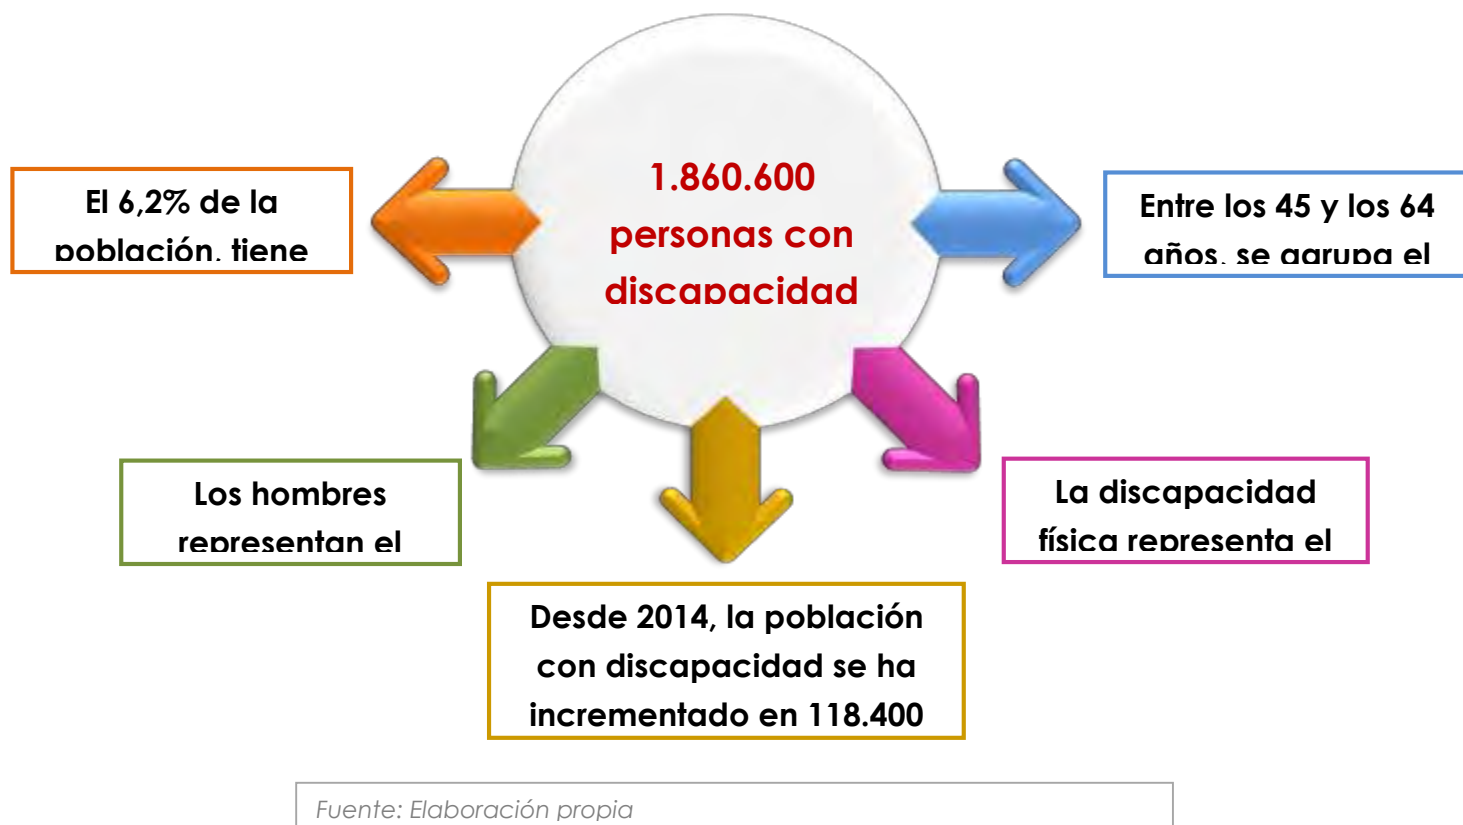 1.860.600
personas con
discapacidad
El 6,2% de la
población, tiene
Entre los 45 y los 64
años, se agrupa el
Los hombres
representan el
La discapacidad
física representa el
Desde 2014, la población
con discapacidad se ha
incrementado en 118.400
Fuente: Elaboración propia